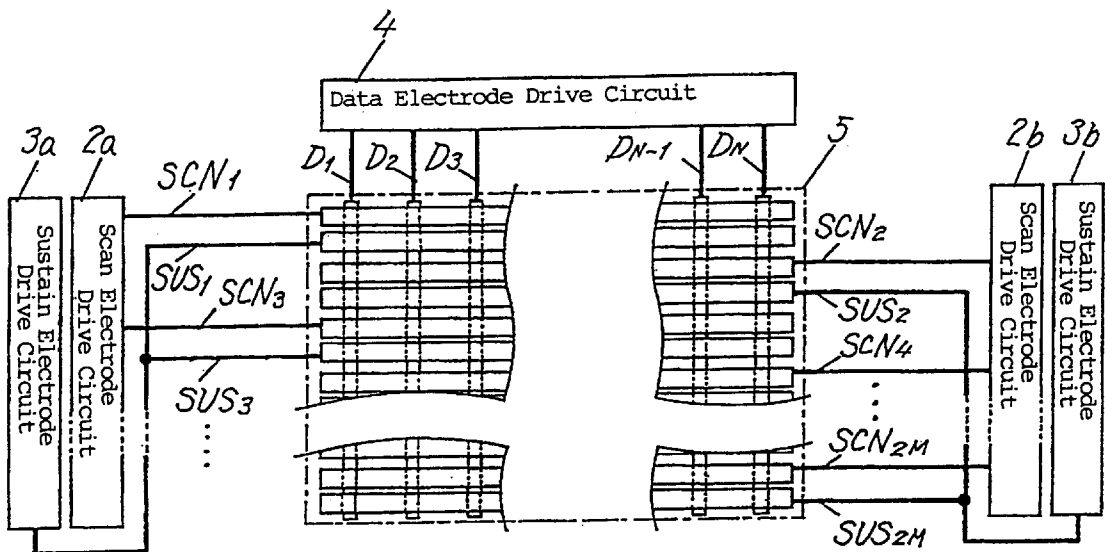 4
Data Electrode Drive Circuit
3a
2a
D1
D2
D3
DN-1
DN
5
2b
3b
SCN1
SUS1
SCN3
SUS3
SCN2
SUS2
SCN4
SCN2M
SUS2M
Sustain Electrode
Drive Circuit
Scan Electrode
Drive Circuit
Scan Electrode
Drive Circuit
Sustain Electrode
Drive Circuit